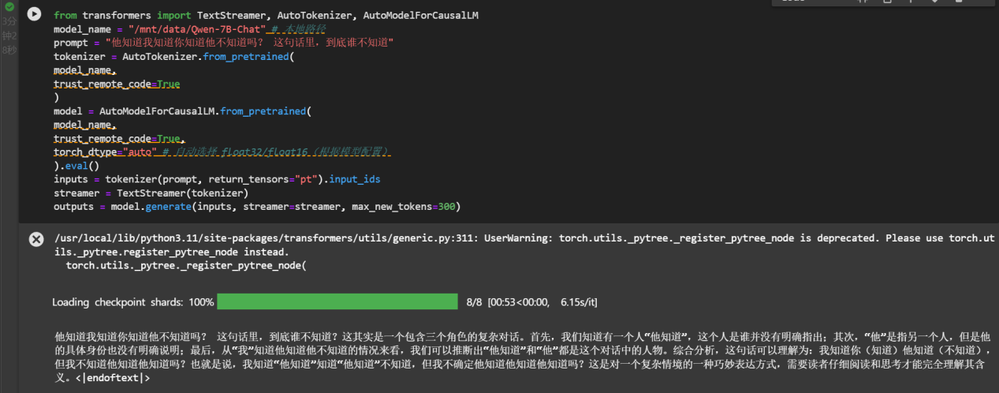 3分
钟2
8秒
from transformers import TextStreamer, AutoTokenizer, AutoModelForCausalLM
model_name = "/mnt/data/Qwen-7B-Chat" # 本地路径
prompt = "他知道我知道你知道他不知道吗？ 这句话里，到底谁不知道"
tokenizer = AutoTokenizer.from_pretrained(
model_name,
trust_remote_code=True
)
model = AutoModelForCausalLM.from_pretrained(
model_name,
trust_remote_code=True,
torch_dtype="auto" # 自动选择 float32/float16（根据模型配置）
).eval()
inputs = tokenizer(prompt, return_tensors="pt").input_ids
streamer = TextStreamer(tokenizer)
outputs = model.generate(inputs, streamer=streamer, max_new_tokens=300)
/usr/local/lib/python3.11/site-packages/transformers/utils/generic.py:311: UserWarning: torch.utils._pytree._register_pytree_node is deprecated. Please use torch.ut
ils._pytree.register_pytree_node instead.
torch.utils._pytree._register_pytree_node(
Loading checkpoint shards: 100% 8/8 [00:53<00:00, 6.15s/it]
他知道我知道你知道他不知道吗？ 这句话里，到底谁不知道？这其实是一个包含三个角色的复杂对话。首先，我们知道有一个人“他知道”，这个人是谁并没有明确指出；其次，“他”是指另一个人，但是他
的具体身份也没有明确说明；最后，从“我”知道他知道他不知道的情况来看，我们可以推断出“他知道”和“他”都是这个对话中的人物。综合分析，这句话可以理解为：我知道你（知道）他知道（不知道），
但我不知道他知道他知道吗？也就是说，我知道“他知道”知道“他知道”不知道，但我不确定他知道他知道他知道吗？这是对一个复杂情境的一种巧妙表达方式，需要读者仔细阅读和思考才能完全理解其含
义。<|endoftext|>